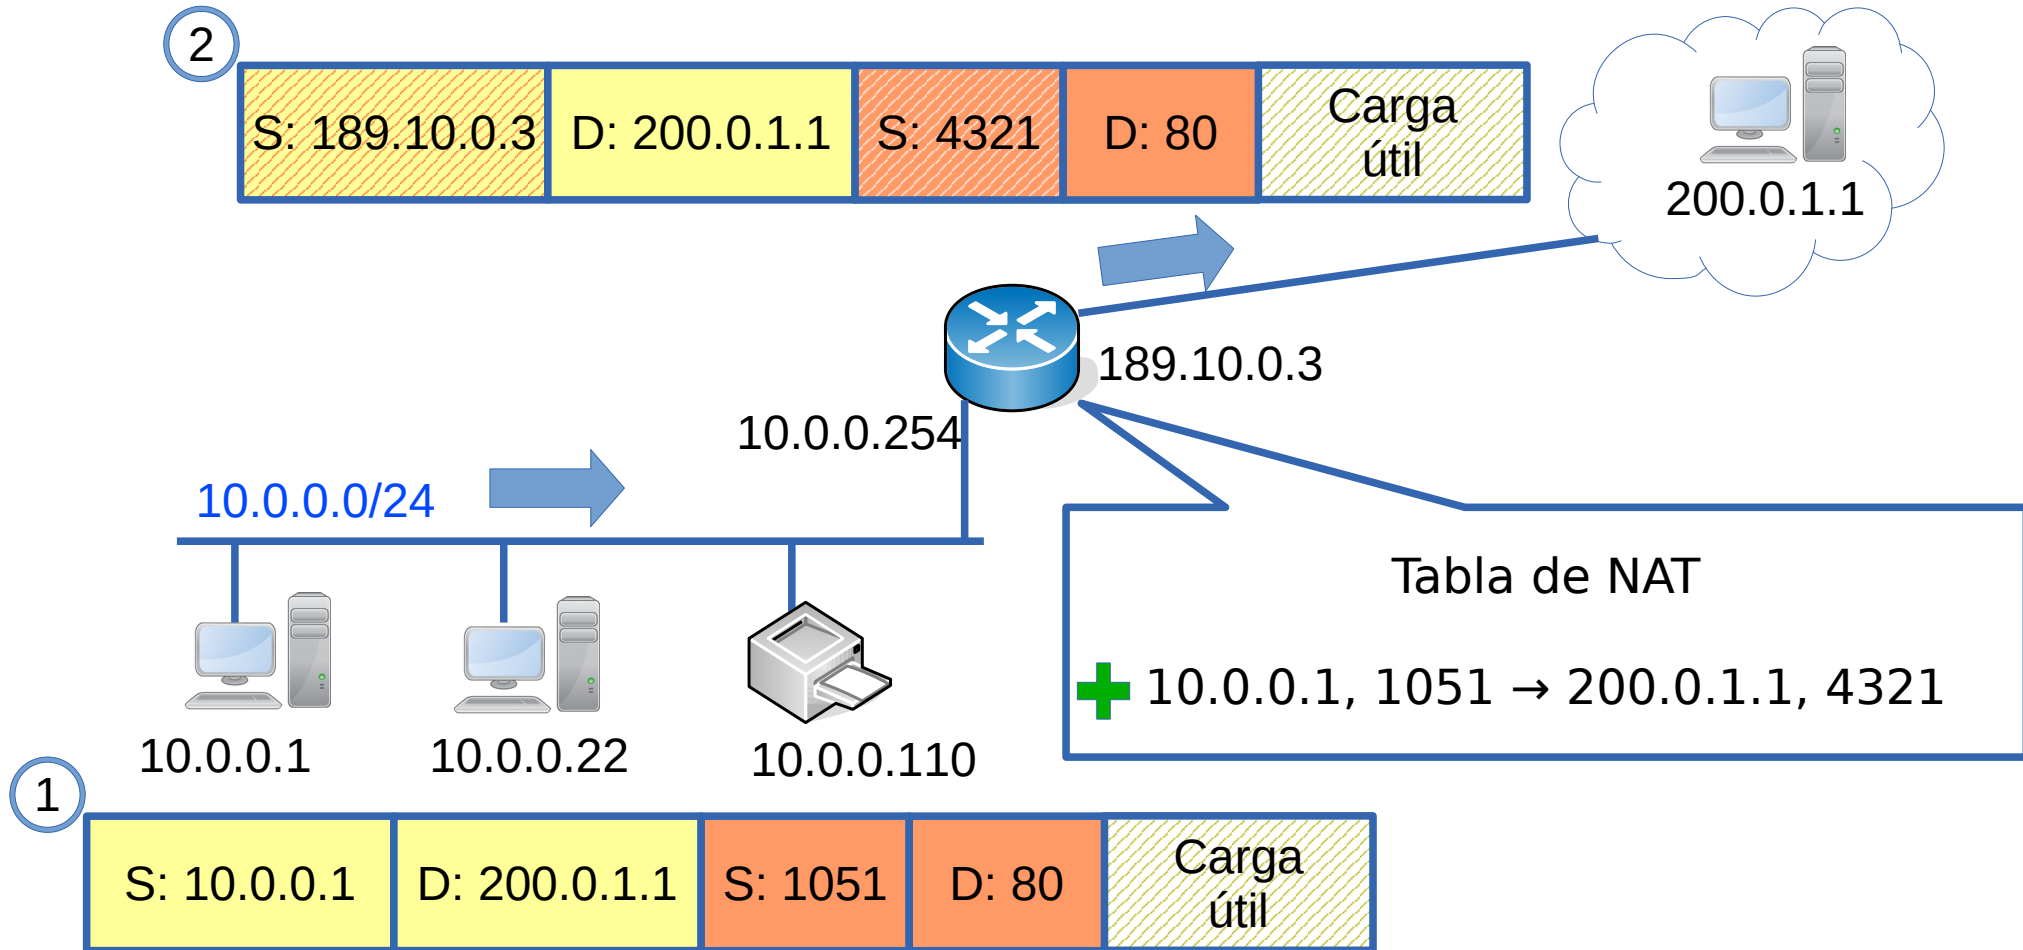 2
S: 189.10.0.3 D: 200.0.1.1 S: 4321 D: 80 Carga
útil
200.0.1.1
189.10.0.3
10.0.0.254
10.0.0.0/24
Tabla de NAT
10.0.0.1, 1051 → 200.0.1.1, 4321
10.0.0.1 10.0.0.22 10.0.0.110
1
S: 10.0.0.1 D: 200.0.1.1 S: 1051 D: 80 Carga
útil